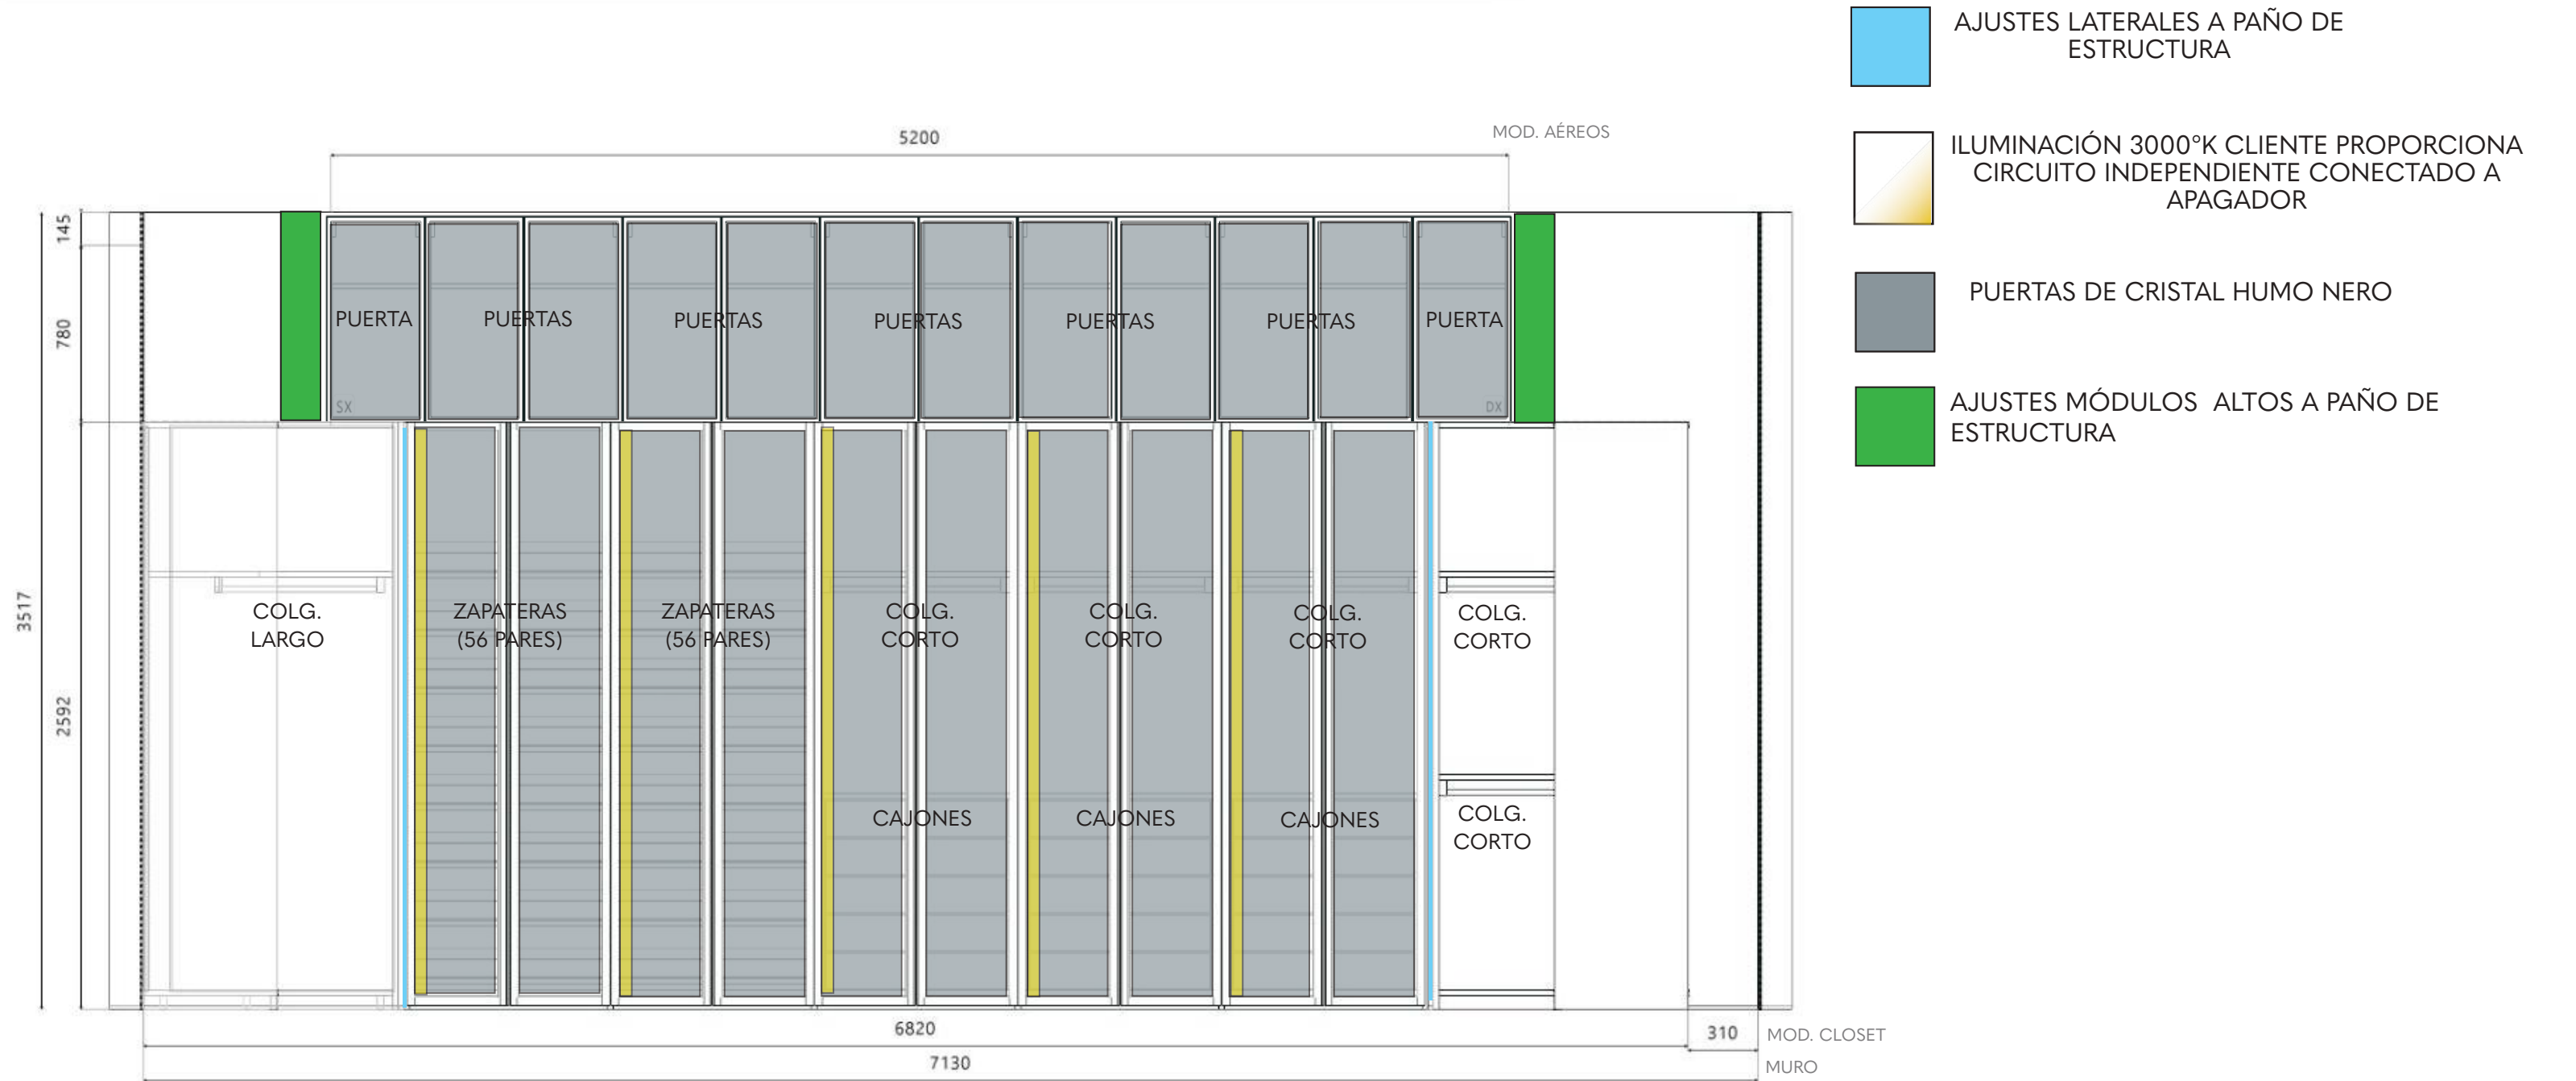 AJUSTES LATERALES A PAÑO DE
ESTRUCTURA
ILUMINACIÓN 3000°K CLIENTE PROPORCIONA
CIRCUITO INDEPENDIENTE CONECTADO A
APAGADOR
PUERTAS DE CRISTAL HUMO NERO
AJUSTES MÓDULOS ALTOS A PAÑO DE
ESTRUCTURA
5200
MOD. AÉREOS
145
780
3517
2592
PUERTA
PUERTAS
PUERTAS
PUERTAS
PUERTAS
PUERTAS
PUERTA
SX
DX
COLG.
LARGO
ZAPATERAS
(56 PARES)
ZAPATERAS
(56 PARES)
COLG.
CORTO
COLG.
CORTO
COLG.
CORTO
COLG.
CORTO
CAJONES
CAJONES
CAJONES
COLG.
CORTO
6820
310
MOD. CLOSET
7130
MURO